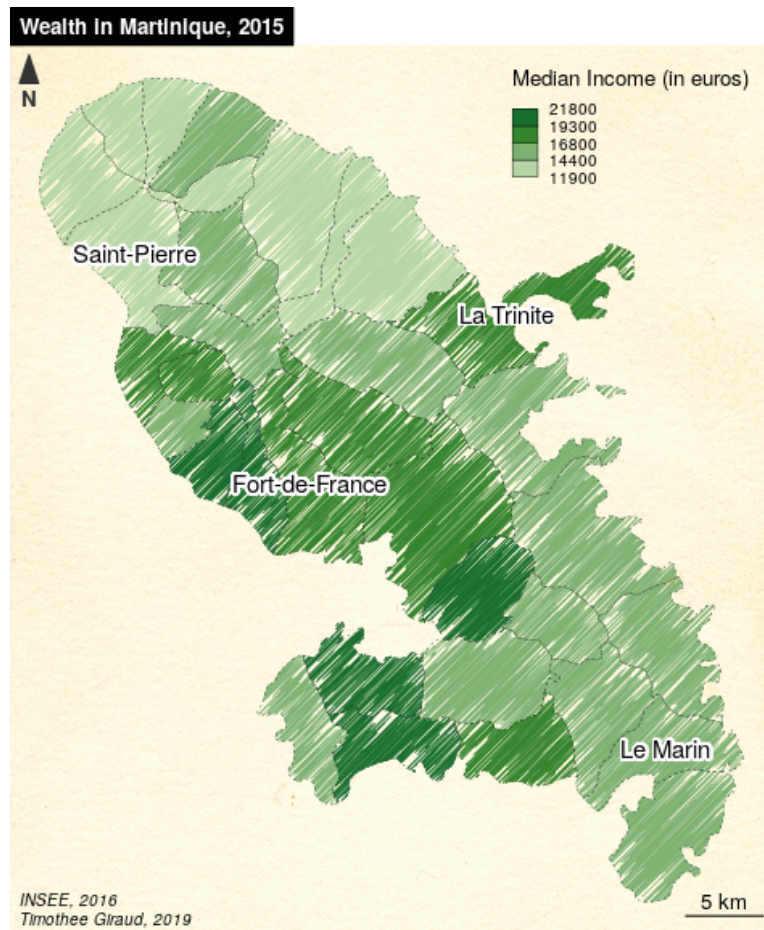 Wealth in Martinique, 2015
N
Median Income (in euros)
21800
19300
16800
14400
11900
Saint-Pierre
La Trinite
Fort-de-France
Le Marin
INSEE, 2016
Timothee Giraud, 2019
5 km